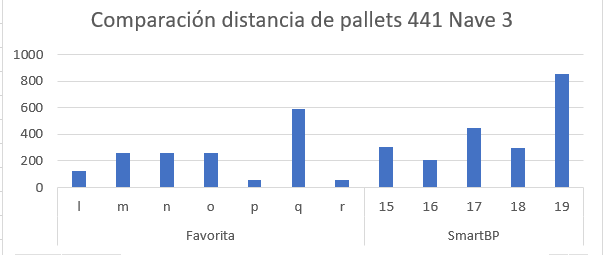 Comparación distancia de pallets 441 Nave 3
1000
800
600
400
200
0
l m n o p q r 15 16 17 18 19
Favorita SmartBP